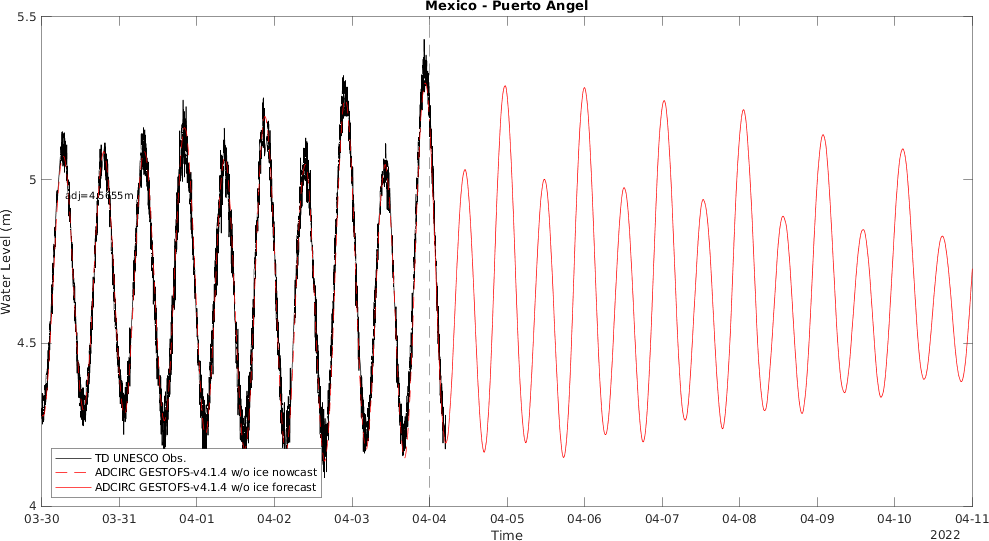 Mexico - Puerto Angel
5.5
5
4.5
4
Water Level (m)
adj=4.5655m
TD UNESCO Obs.
ADCIRC GESTOFS-v4.1.4 w/o ice nowcast
ADCIRC GESTOFS-v4.1.4 w/o ice forecast
03-30 03-31 04-01 04-02 04-03 04-04 04-05 04-06 04-07 04-08 04-09 04-10 04-11
Time
2022